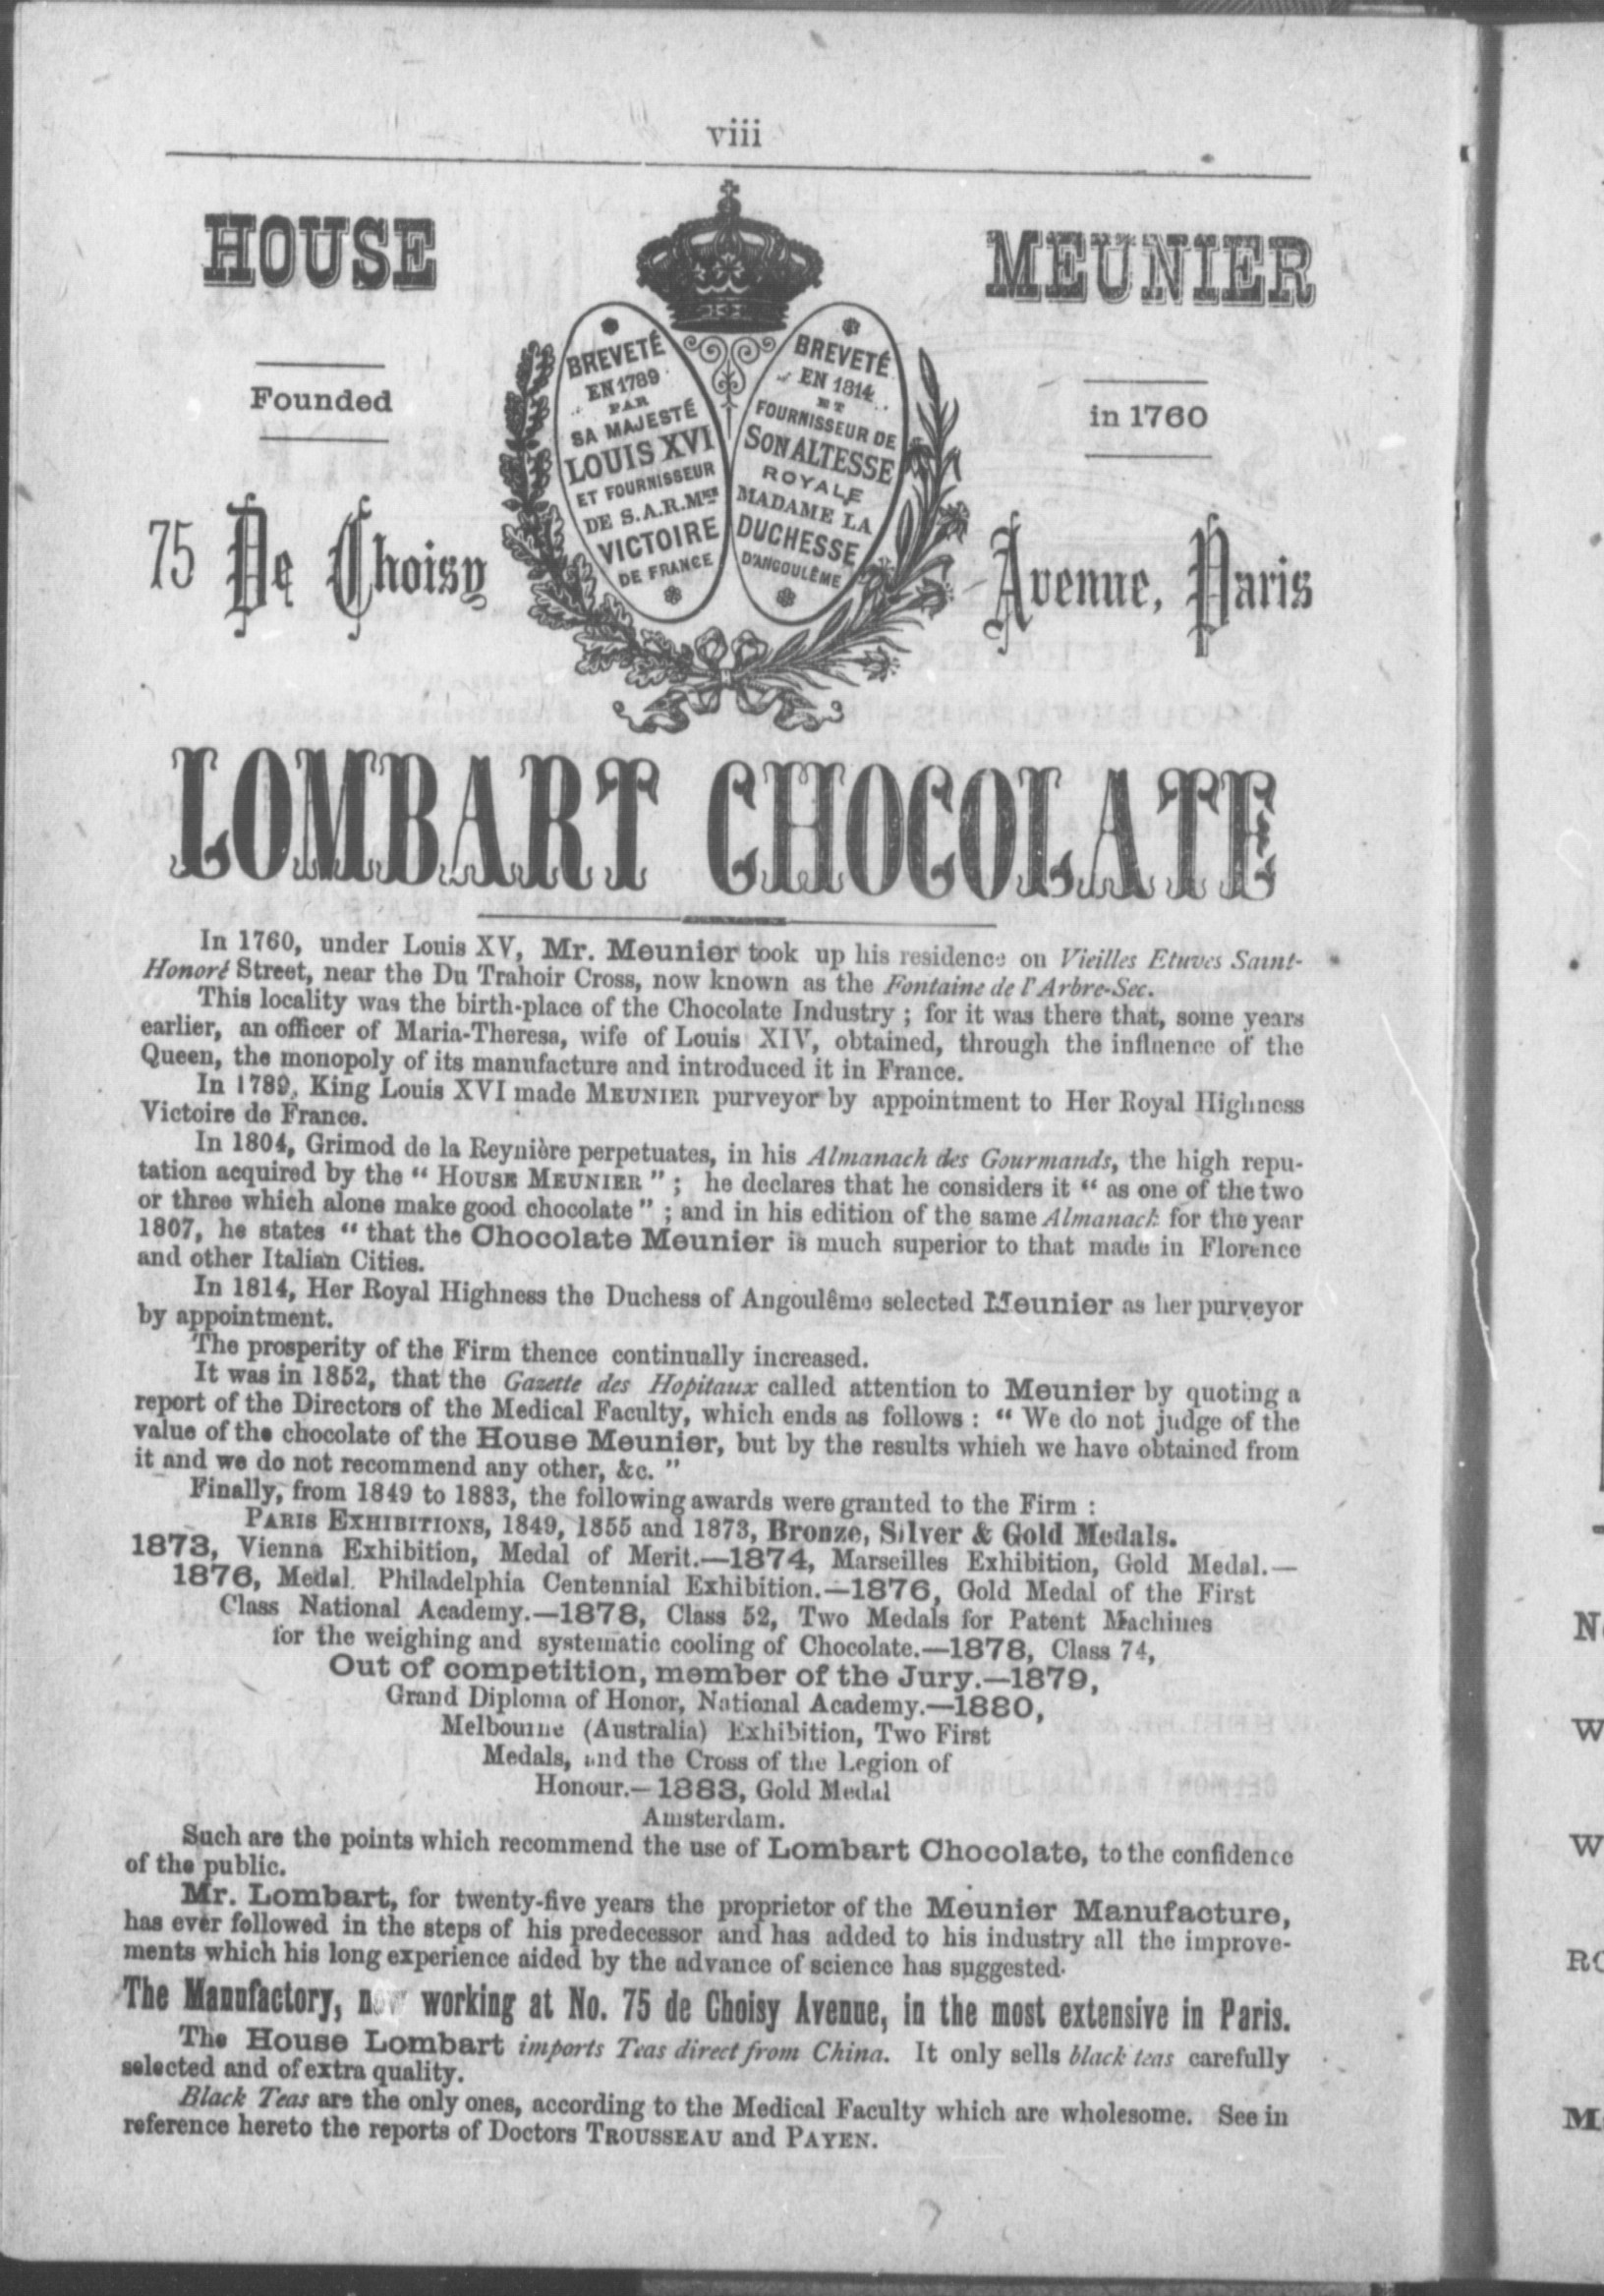 viii
HOUSE
MEUNIER
Founded
in 1760
75 De Choisy
Avenue, Paris
BREVETÉ
EN 1789
PAR
SA MAJESTÉ
LOUIS XVI
ET FOURNISSEUR
DE S.A.R.Mme
VICTOIRE
DE FRANCE
BREVETÉ
EN 1814
ET
FOURNISSEUR DE
SON ALTESSE
ROYALE
MADAME LA
DUCHESSE
D'ANGOULÊME
LOMBART CHOCOLATE
In 1760, under Louis XV, Mr. Meunier took up his residence on Vieilles Etuves Saint-
Honoré Street, near the Du Trahoir Cross, now known as the Fontaine de l'Arbre-Sec.
This locality was the birth-place of the Chocolate Industry ; for it was there that, some years
earlier, an officer of Maria-Theresa, wife of Louis XIV, obtained, through the influence of the
Queen, the monopoly of its manufacture and introduced it in France.
In 1789, King Louis XVI made MEUNIER purveyor by appointment to Her Royal Highness
Victoire de France.
In 1804, Grimod de la Reynière perpetuates, in his Almanach des Gourmands, the high repu-
tation acquired by the " HOUSE MEUNIER " ; he declares that he considers it " as one of the two
or three which alone make good chocolate " ; and in his edition of the same Almanach for the year
1807, he states " that the Chocolate Meunier is much superior to that made in Florence
and other Italian Cities.
In 1814, Her Royal Highness the Duchess of Angoulême selected Meunier as her purveyor
by appointment.
The prosperity of the Firm thence continually increased.
It was in 1852, that the Gazette des Hopitaux called attention to Meunier by quoting a
report of the Directors of the Medical Faculty, which ends as follows : " We do not judge of the
value of the chocolate of the House Meunier, but by the results which we have obtained from
it and we do not recommend any other, &c. "
Finally, from 1849 to 1883, the following awards were granted to the Firm :
PARIS EXHIBITIONS, 1849, 1855 and 1873, Bronze, Silver & Gold Medals.
1873, Vienna Exhibition, Medal of Merit.—1874, Marseilles Exhibition, Gold Medal.—
1876, Medal Philadelphia Centennial Exhibition.—1876, Gold Medal of the First
Class National Academy.—1878, Class 52, Two Medals for Patent Machines
for the weighing and systematic cooling of Chocolate.—1878, Class 74,
Out of competition, member of the Jury.—1879,
Grand Diploma of Honor, National Academy.—1880,
Melbourne (Australia) Exhibition, Two First
Medals, and the Cross of the Legion of
Honour.—1883, Gold Medal
Amsterdam.
Such are the points which recommend the use of Lombart Chocolate, to the confidence
of the public.
Mr. Lombart, for twenty-five years the proprietor of the Meunier Manufacture,
has ever followed in the steps of his predecessor and has added to his industry all the improve-
ments which his long experience aided by the advance of science has suggested.
The Manufactory, now working at No. 75 de Choisy Avenue, in the most extensive in Paris.
The House Lombart imports Teas direct from China. It only sells black teas carefully
selected and of extra quality.
Black Teas are the only ones, according to the Medical Faculty which are wholesome. See in
reference hereto the reports of Doctors TROUSSEAU and PAYEN.